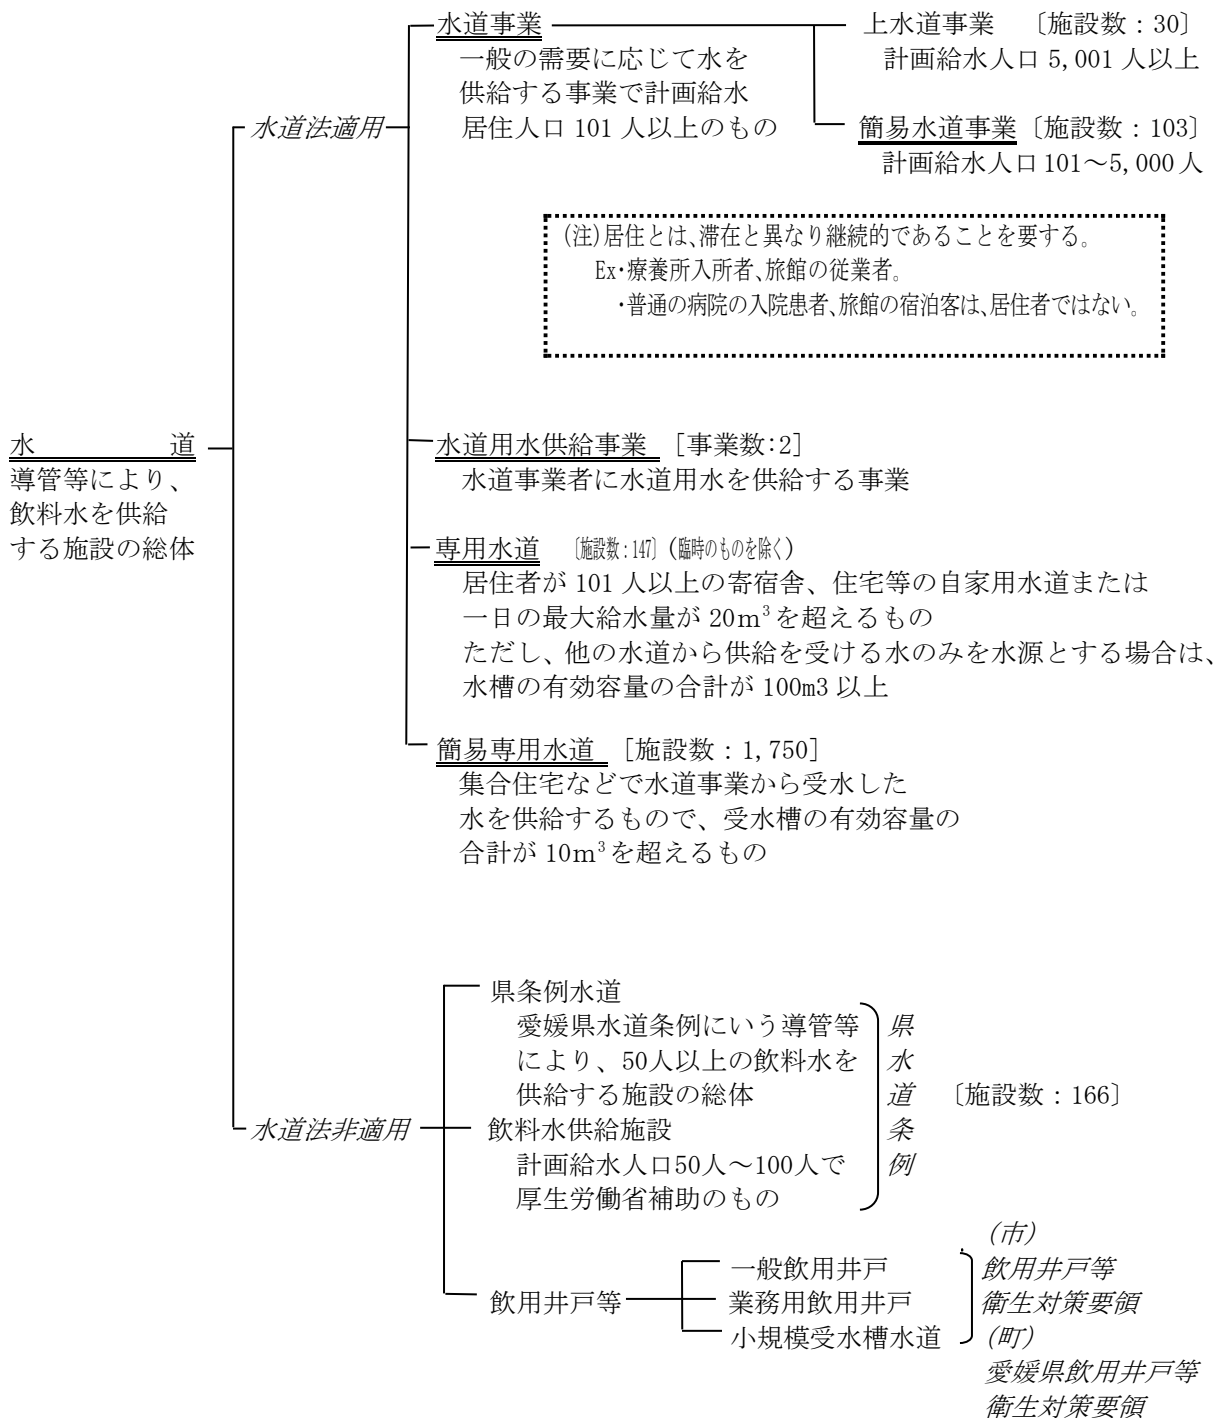 水道事業
一般の需要に応じて水を
供給する事業で計画給水
居住人口 101 人以上のもの
上水道事業 〔施設数：30〕
計画給水人口 5,001 人以上
簡易水道事業〔施設数：103〕
計画給水人口 101～5,000 人
水道法適用
(注)居住とは、滞在と異なり継続的であることを要する。
Ex・療養所入所者、旅館の従業者。
・普通の病院の入院患者、旅館の宿泊客は、居住者ではない。
水道
導管等により、
飲料水を供給
する施設の総体
水道用水供給事業 ［事業数:2］
水道事業者に水道用水を供給する事業
専用水道 〔施設数：147〕(臨時のものを除く)
居住者が 101 人以上の寄宿舎、住宅等の自家用水道または
一日の最大給水量が 20ｍ³を超えるもの
ただし、他の水道から供給を受ける水のみを水源とする場合は、
水槽の有効容量の合計が 100m3 以上
簡易専用水道 ［施設数：1,750］
集合住宅などで水道事業から受水した
水を供給するもので、受水槽の有効容量の
合計が 10ｍ³を超えるもの
水道法非適用
県条例水道
愛媛県水道条例にいう導管等
により、50人以上の飲料水を
供給する施設の総体
飲料水供給施設
計画給水人口50人～100人で
厚生労働省補助のもの
県水道条例
〔施設数：166〕
飲用井戸等
一般飲用井戸
業務用飲用井戸
小規模受水槽水道
(市)
飲用井戸等
衛生対策要領
(町)
愛媛県飲用井戸等
衛生対策要領